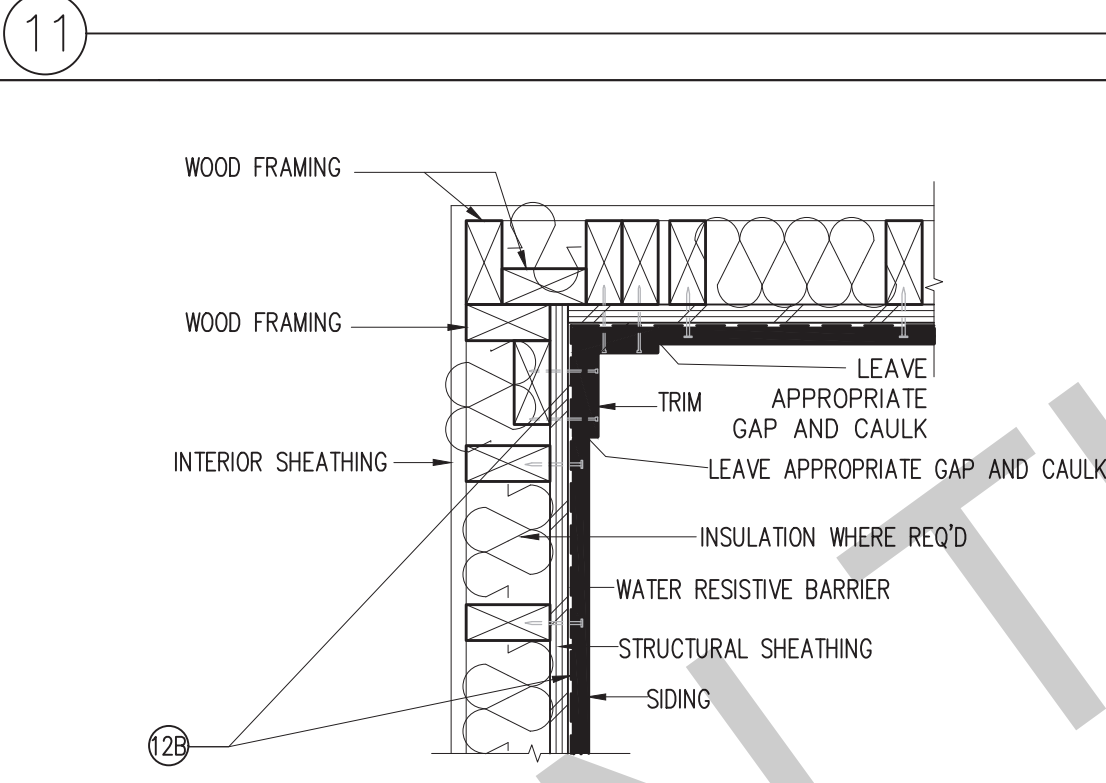 11
WOOD FRAMING
WOOD FRAMING
LEAVE
APPROPRIATE
GAP AND CAULK
TRIM
INTERIOR SHEATHING
LEAVE APPROPRIATE GAP AND CAULK
INSULATION WHERE REQ'D
WATER RESISTIVE BARRIER
STRUCTURAL SHEATHING
SIDING
12B